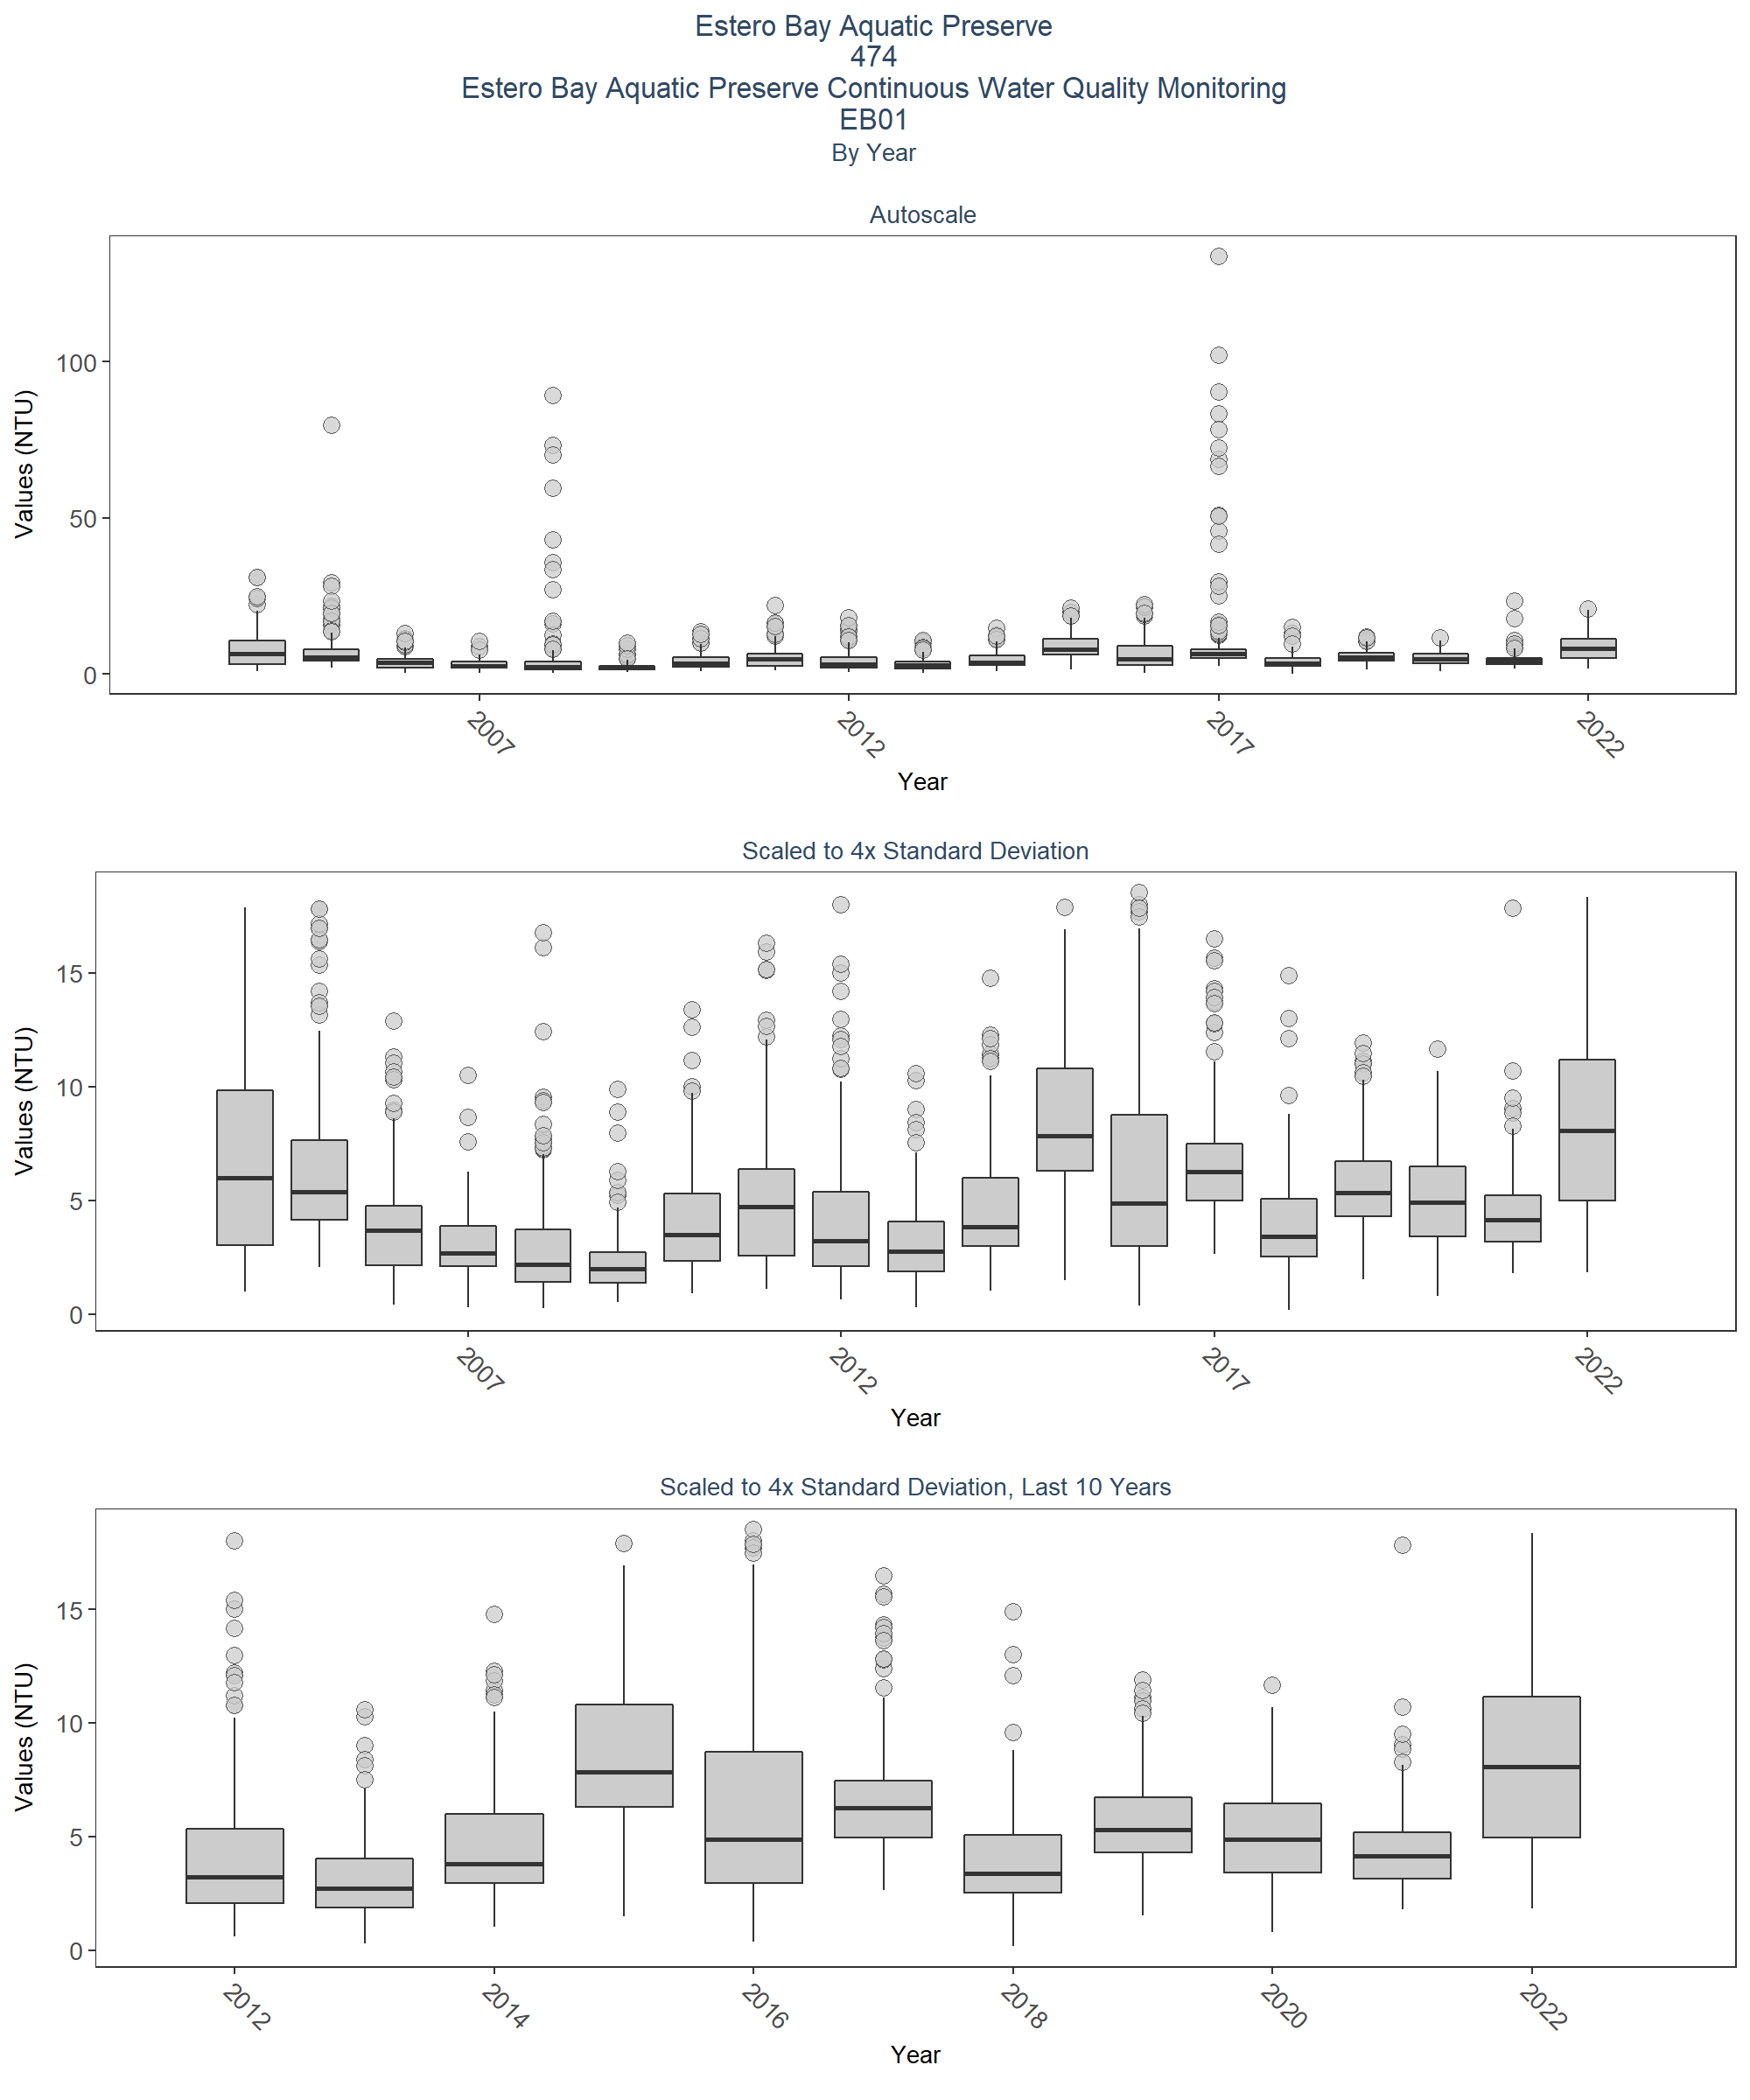 Estero Bay Aquatic Preserve
474
Estero Bay Aquatic Preserve Continuous Water Quality Monitoring
EB01
By Year
Autoscale
Values (NTU)
100
50
0
2007
2012
2017
2022
Year
Scaled to 4x Standard Deviation
Values (NTU)
15
10
5
0
2007
2012
2017
2022
Year
Scaled to 4x Standard Deviation, Last 10 Years
Values (NTU)
15
10
5
0
2012
2014
2016
2018
2020
2022
Year